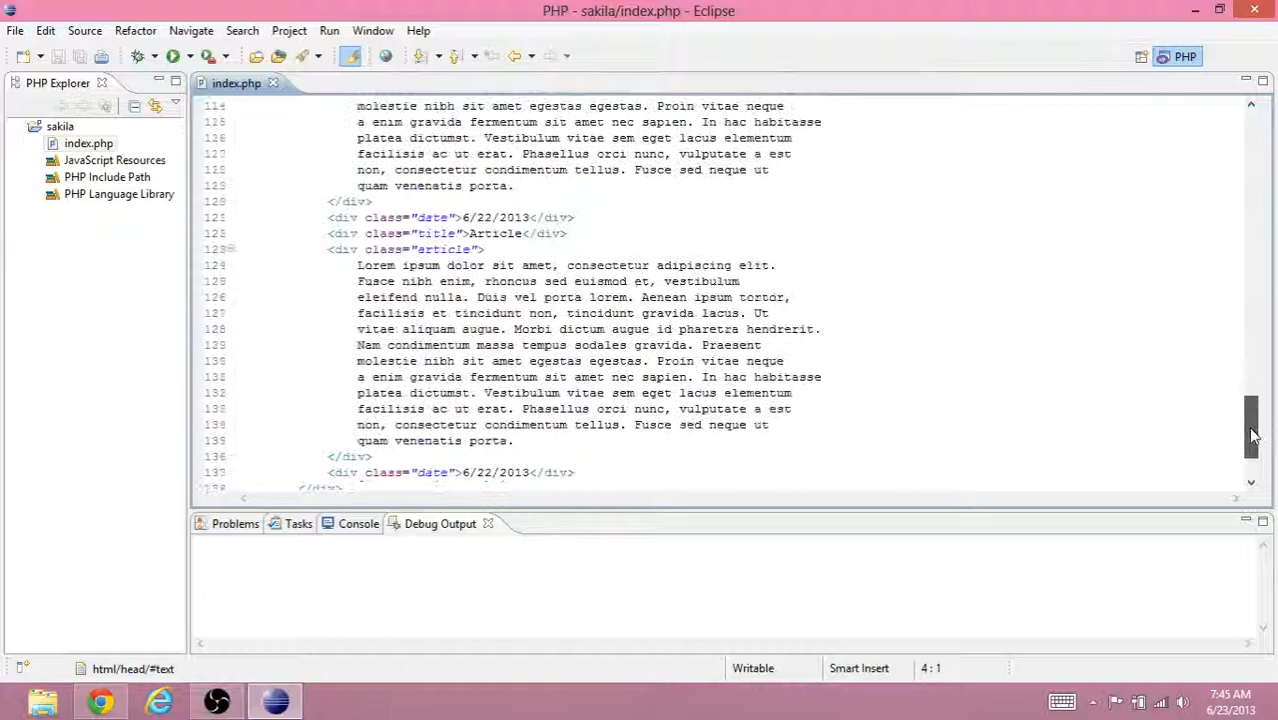 PHP - sakila/index.php - Eclipse
File Edit Source Refactor Navigate Search Project Run Window Help
PHP
PHP Explorer
index.php
sakila
index.php
JavaScript Resources
PHP Include Path
PHP Language Library
molestie nibh sit amet egestas egestas. Proin vitae neque
a enim gravida fermentum sit amet nec sapien. In hac habitasse
platea dictumst. Vestibulum vitae sem eget lacus elementum
facilisis ac ut erat. Phasellus orci nunc, vulputate a est
non, consectetur condimentum tellus. Fusce sed neque ut
quam venenatis porta.
</div>
<div class="date">6/22/2013</div>
<div class="title">Article</div>
<div class="article">
Lorem ipsum dolor sit amet, consectetur adipiscing elit.
Fusce nibh enim, rhoncus sed euismod et, vestibulum
eleifend nulla. Duis vel porta lorem. Aenean ipsum tortor,
facilisis et tincidunt non, tincidunt gravida lacus. Ut
vitae aliquam augue. Morbi dictum augue id pharetra hendrerit.
Nam condimentum massa tempus sodales gravida. Praesent
molestie nibh sit amet egestas egestas. Proin vitae neque
a enim gravida fermentum sit amet nec sapien. In hac habitasse
platea dictumst. Vestibulum vitae sem eget lacus elementum
facilisis ac ut erat. Phasellus orci nunc, vulputate a est
non, consectetur condimentum tellus. Fusce sed neque ut
quam venenatis porta.
</div>
<div class="date">6/22/2013</div>
</div>
Problems Tasks Console Debug Output
html/head/#text
Writable
Smart Insert
4 : 1
7:45 AM
6/23/2013